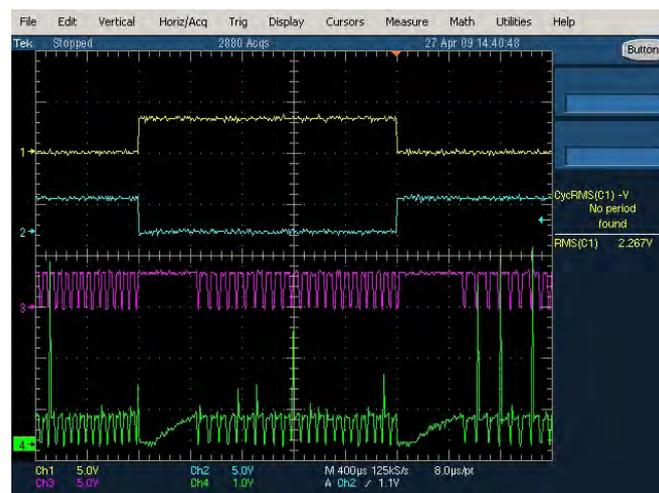 File Edit Vertical Horiz/Acq Trig Display Cursors Measure Math Utilities Help
Tek Stopped 2880 Acqs 27 Apr 09 14:40:48
Button
1
CycRMS(C1) -V
No period
found
2
RMS(C1) 2.267V
3
4
Ch1 5.0V Ch2 5.0V M 400µs 125kS/s 8.0µs/pt
Ch3 5.0V Ch4 1.0V A Ch2 ∕ 1.1V